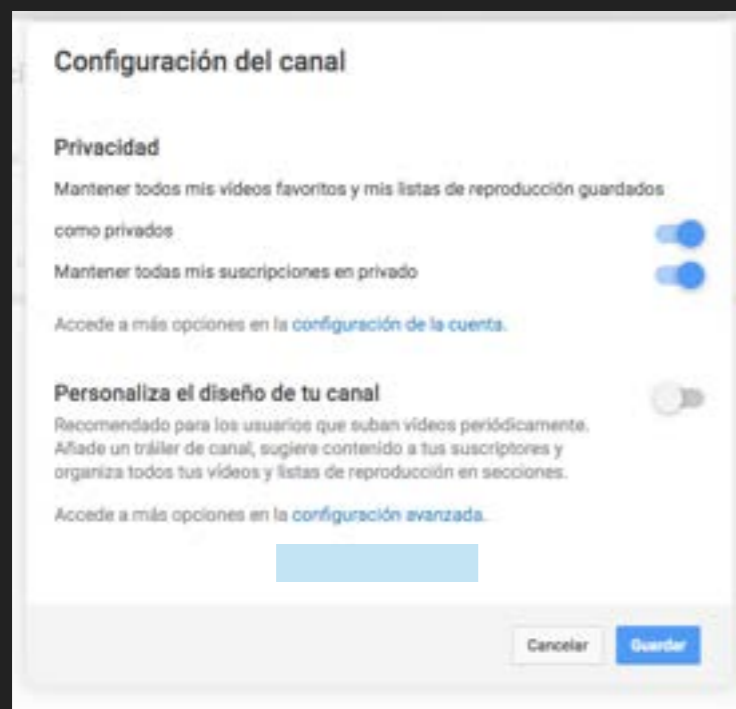 Configuración del canal
Privacidad
Mantener todos mis vídeos favoritos y mis listas de reproducción guardados
como privados
Mantener todas mis suscripciones en privado
Accede a más opciones en la configuración de la cuenta.
Personaliza el diseño de tu canal
Recomendado para los usuarios que suban vídeos periódicamente.
Añade un tráiler de canal, sugiere contenido a tus suscriptores y
organiza todos tus vídeos y listas de reproducción en secciones.
Accede a más opciones en la configuración avanzada.
Cancelar
Guardar